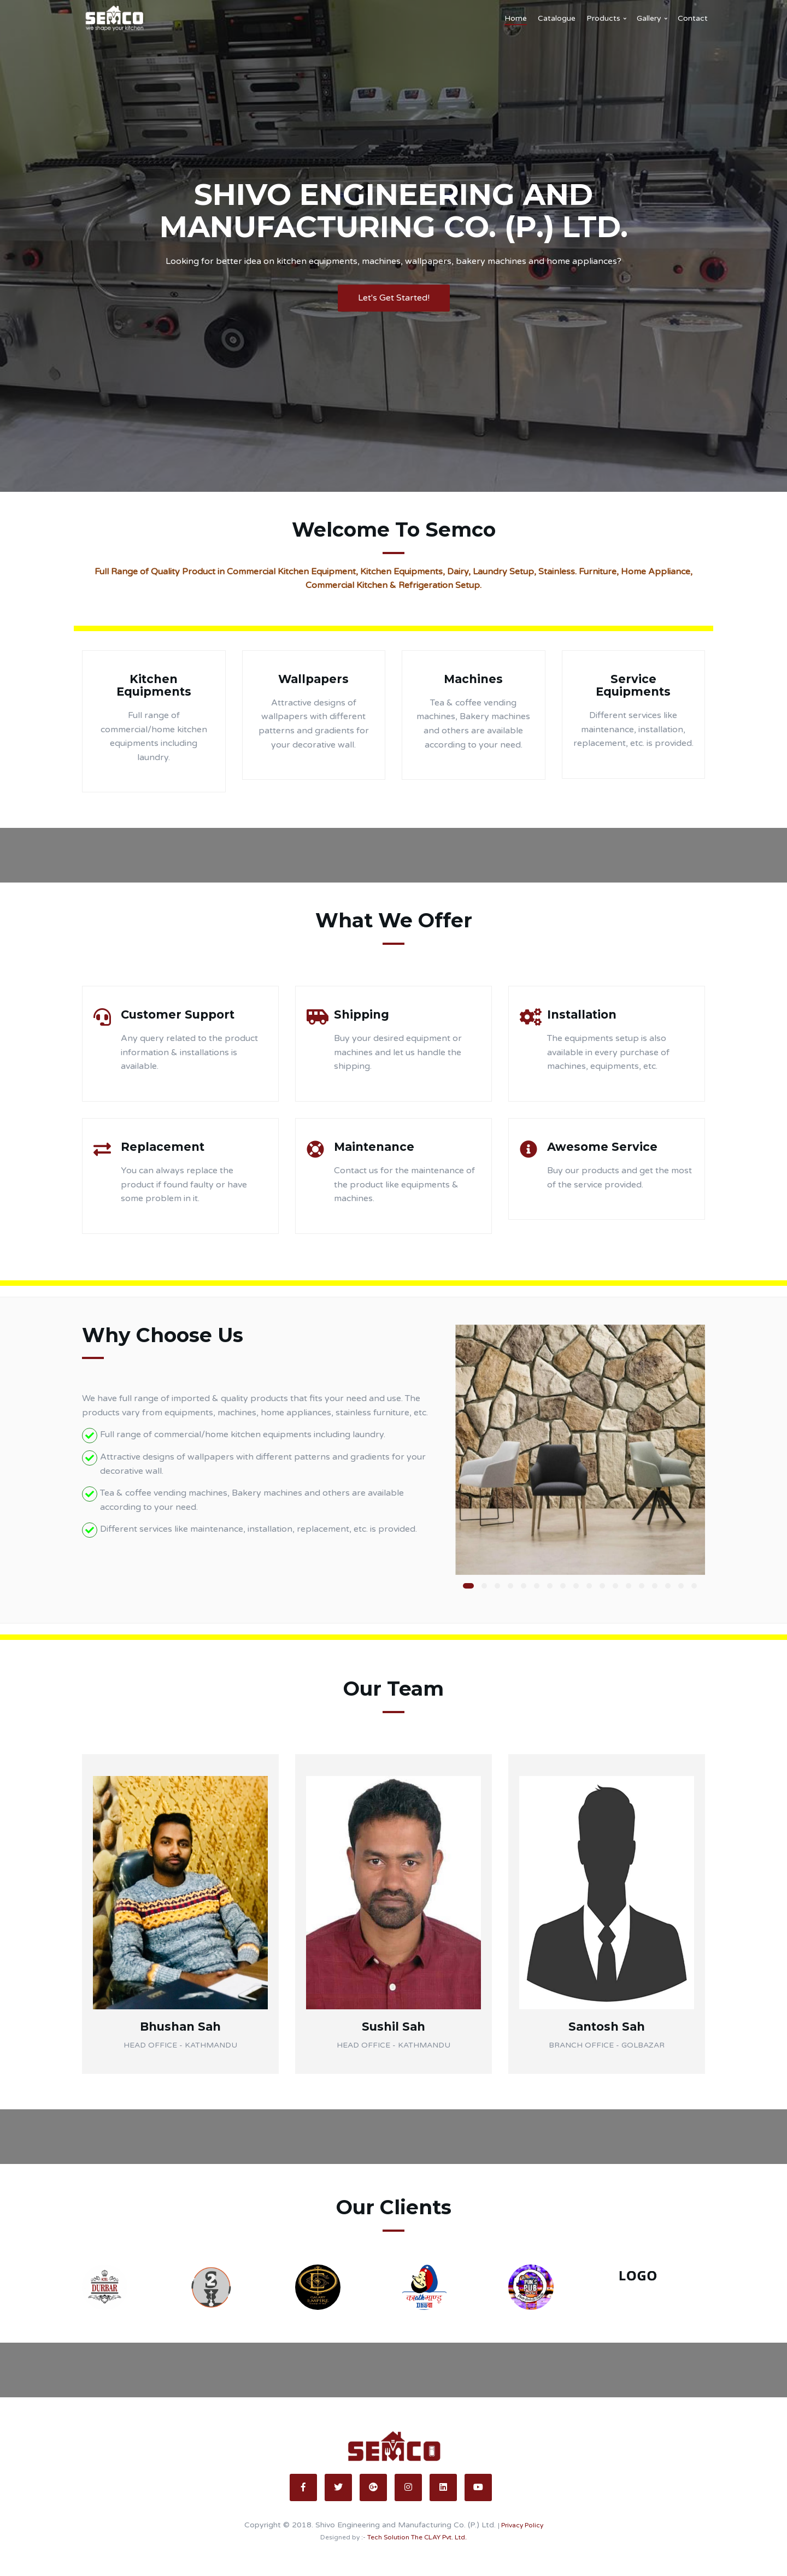 SEMCO
we shape your kitchen
Home Catalogue Products Gallery Contact
SHIVO ENGINEERING AND
MANUFACTURING CO. (P.) LTD.
Looking for better idea on kitchen equipments, machines, wallpapers, bakery machines and home appliances?
Let's Get Started!
Welcome To Semco
Full Range of Quality Product in Commercial Kitchen Equipment, Kitchen Equipments, Dairy, Laundry Setup, Stainless. Furniture, Home Appliance,
Commercial Kitchen & Refrigeration Setup.
Kitchen
Equipments
Full range of
commercial/home kitchen
equipments including
laundry.
Wallpapers
Attractive designs of
wallpapers with different
patterns and gradients for
your decorative wall.
Machines
Tea & coffee vending
machines, Bakery machines
and others are available
according to your need.
Service
Equipments
Different services like
maintenance, installation,
replacement, etc. is provided.
What We Offer
Customer Support
Any query related to the product
information & installations is
available.
Shipping
Buy your desired equipment or
machines and let us handle the
shipping.
Installation
The equipments setup is also
available in every purchase of
machines, equipments, etc.
Replacement
You can always replace the
product if found faulty or have
some problem in it.
Maintenance
Contact us for the maintenance of
the product like equipments &
machines.
Awesome Service
Buy our products and get the most
of the service provided.
Why Choose Us
We have full range of imported & quality products that fits your need and use. The
products vary from equipments, machines, home appliances, stainless furniture, etc.
Full range of commercial/home kitchen equipments including laundry.
Attractive designs of wallpapers with different patterns and gradients for your
decorative wall.
Tea & coffee vending machines, Bakery machines and others are available
according to your need.
Different services like maintenance, installation, replacement, etc. is provided.
Our Team
Bhushan Sah
HEAD OFFICE - KATHMANDU
Sushil Sah
HEAD OFFICE - KATHMANDU
Santosh Sah
BRANCH OFFICE - GOLBAZAR
Our Clients
DURBAR
LOGO
SEMCO
Copyright © 2018. Shivo Engineering and Manufacturing Co. (P.) Ltd. | Privacy Policy
Designed by :- Tech Solution The CLAY Pvt. Ltd.